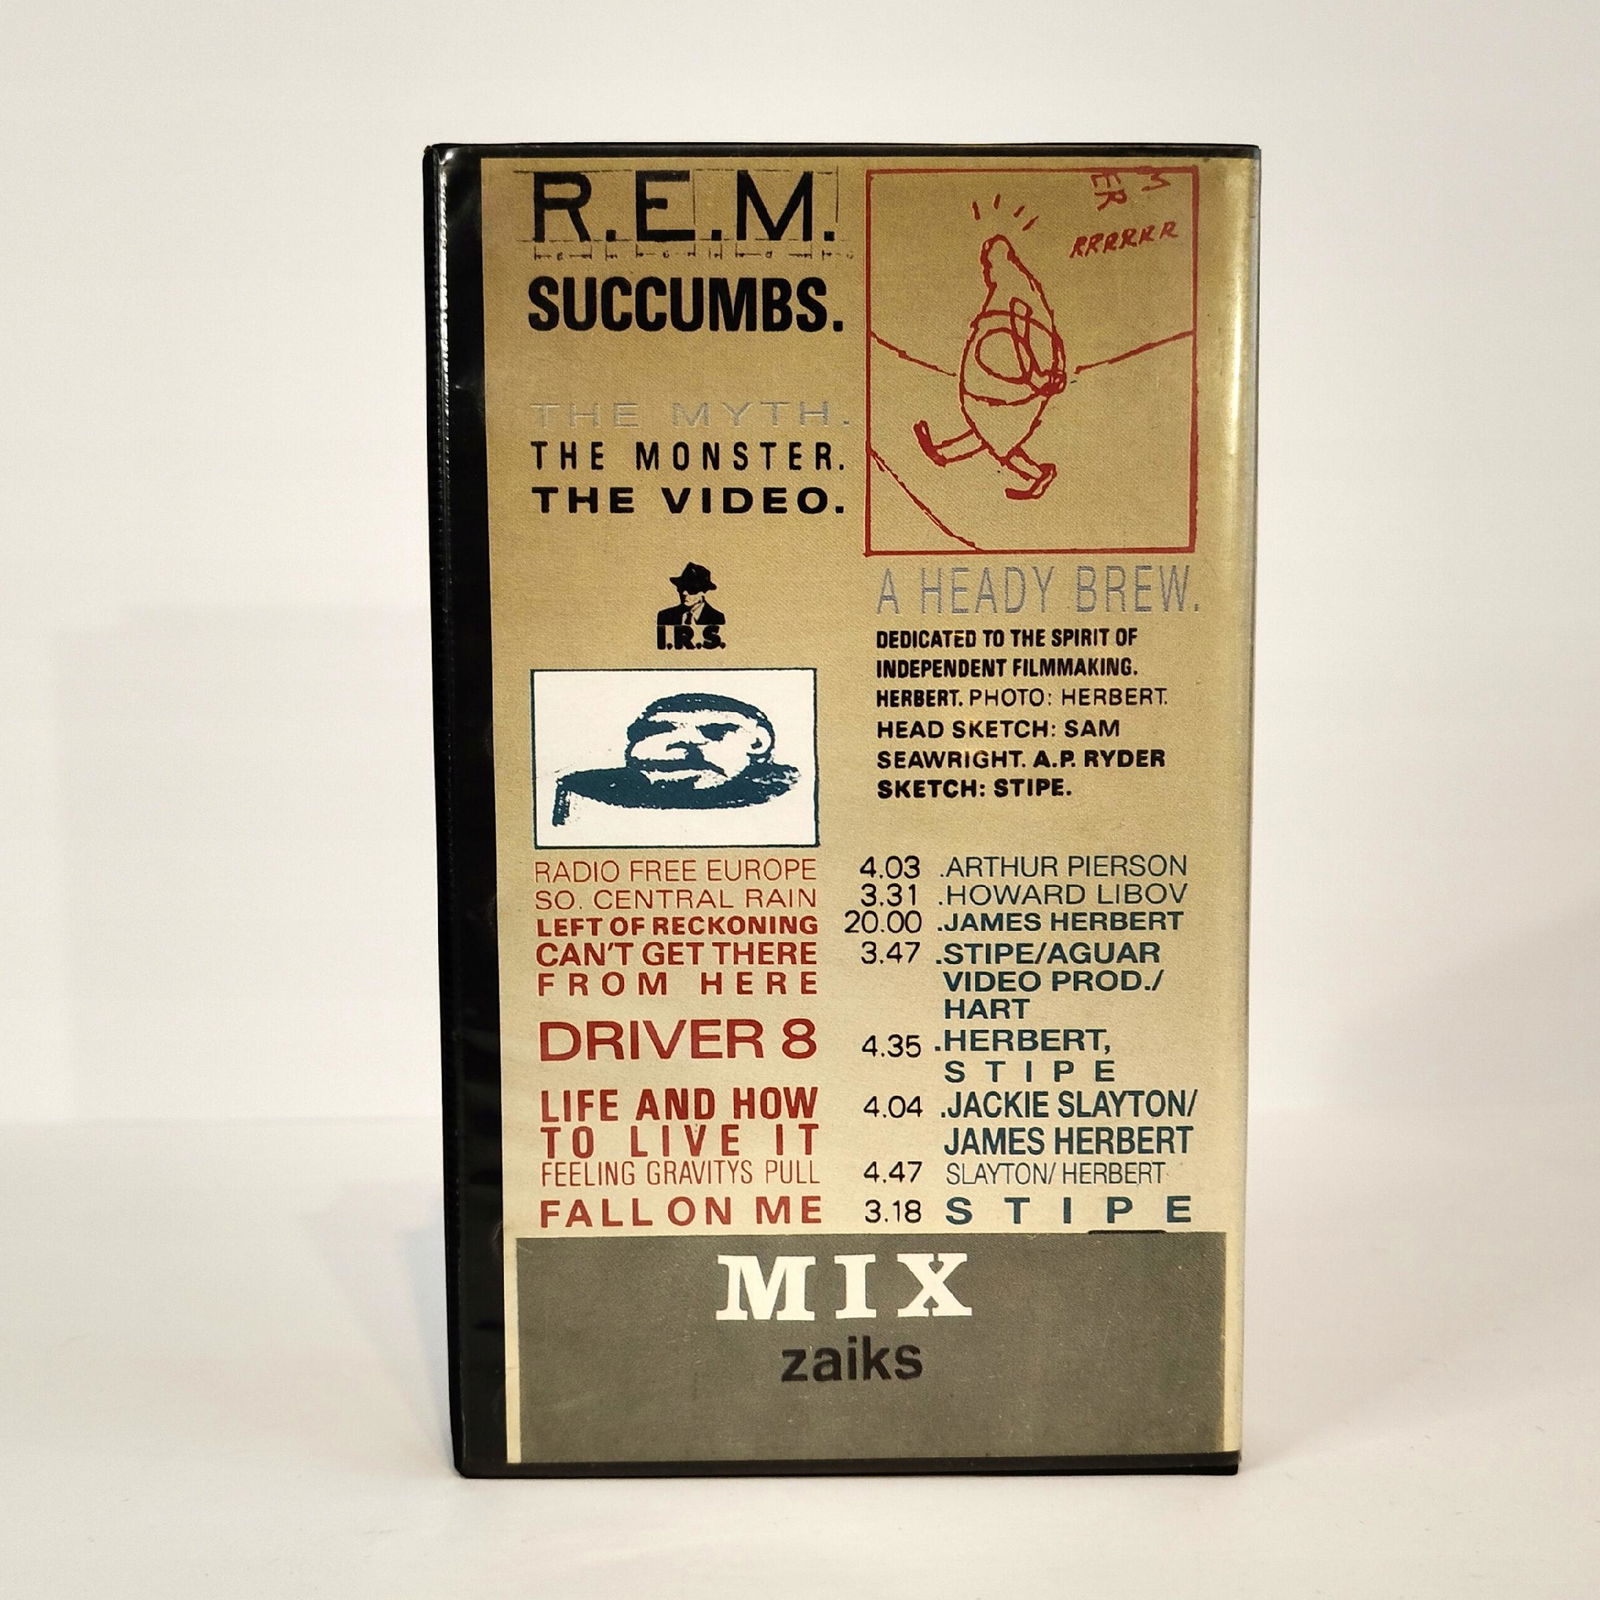 R.E.M.
SUCCUMBS.
THE MYTH.
THE MONSTER.
THE VIDEO.
I.R.S.
ER
RRRRRR
A HEADY BREW.
DEDICATED TO THE SPIRIT OF
INDEPENDENT FILMMAKING.
HERBERT. PHOTO: HERBERT.
HEAD SKETCH: SAM
SEAWRIGHT. A.P. RYDER
SKETCH: STIPE.
RADIO FREE EUROPE 4.03 .ARTHUR PIERSON
SO. CENTRAL RAIN 3.31 .HOWARD LIBOV
LEFT OF RECKONING 20.00 .JAMES HERBERT
CAN'T GET THERE 3.47 .STIPE/AGUAR
FROM HERE VIDEO PROD./
HART
DRIVER 8 4.35 .HERBERT,
STIPE
LIFE AND HOW 4.04 .JACKIE SLAYTON/
TO LIVE IT JAMES HERBERT
FEELING GRAVITYS PULL 4.47 SLAYTON/HERBERT
FALL ON ME 3.18 STIPE
MIX
zaiks